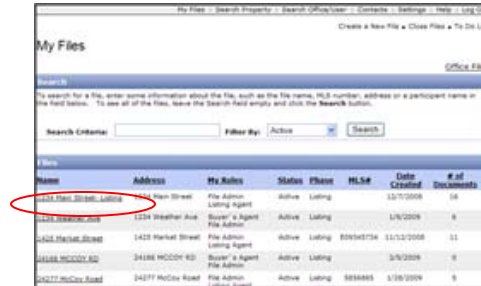 My Files | Search Property | Search Office/User | Contacts | Settings | Help | Log O
Create a New File • Close Files • To Do L
My Files
Office Fil
Search
To search for a file, enter some information about the file, such as the file name, MLS number, address or a participant name in
the field below. To see all of the files, leave the Search field empty and click the Search button.
Search Criteria: Filter By: Active Search
Files
Name Address My Roles Status Phase MLS# Date Created # of Documents
1234 Main Street- Listing 1234 Main Street File Admin Listing Agent Active Listing 12/7/2008 16
1234 Weather Ave 1234 Weather Ave Buyer's Agent File Admin Active Listing 1/9/2009 6
1425 Market Street 1425 Market Street File Admin Listing Agent Active Listing 11/12/2008 11
24166 MCCOY RD 24166 MCCOY RD Buyer's Agent File Admin Active Listing 2/5/2009 6
24277 McCoy Road 24277 McCoy Road File Admin Listing Agent Active Listing 5856865 1/28/2009 5